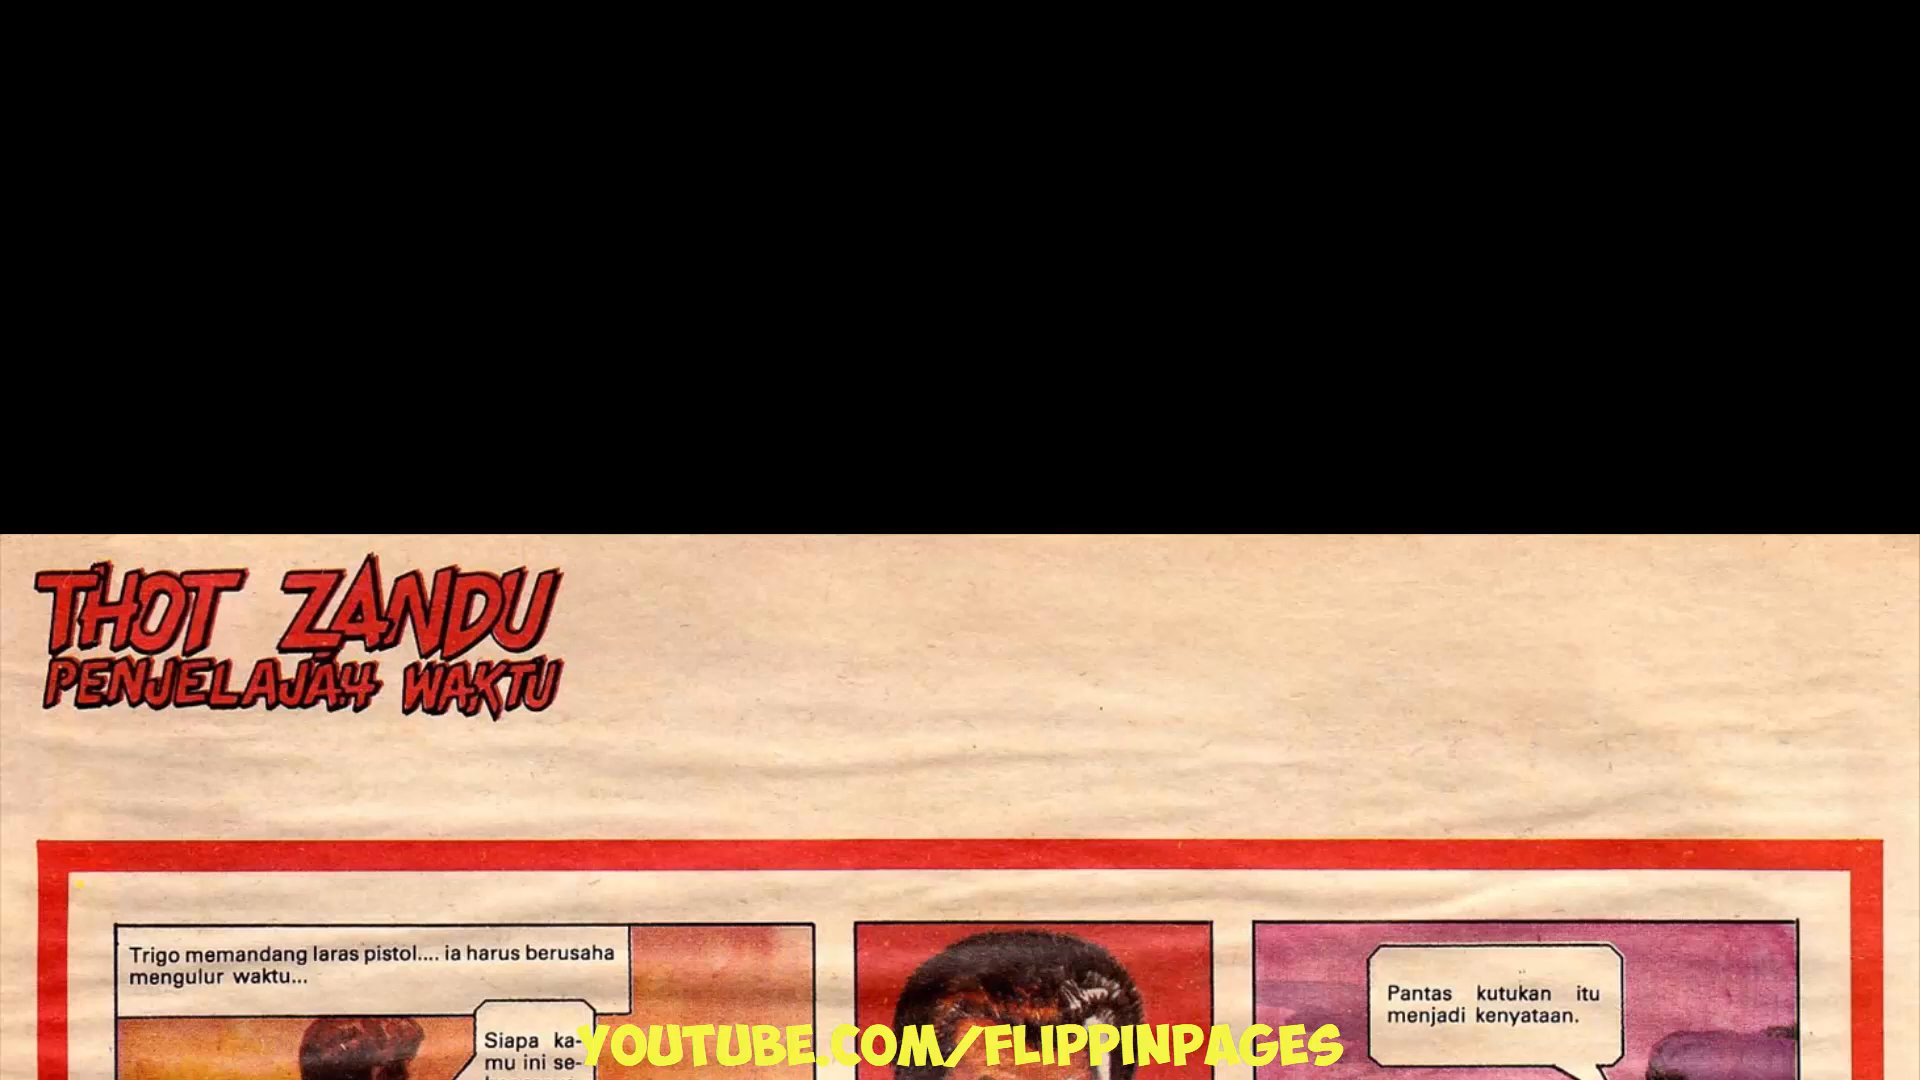 THOT ZANDU
PENJELAJAH WAKTU
Trigo memandang laras pistol.... ia harus berusaha
mengulur waktu...
Siapa ka-
mu ini se-
Pantas kutukan itu
menjadi kenyataan.
YOUTUBE.COM/FLIPPINPAGES